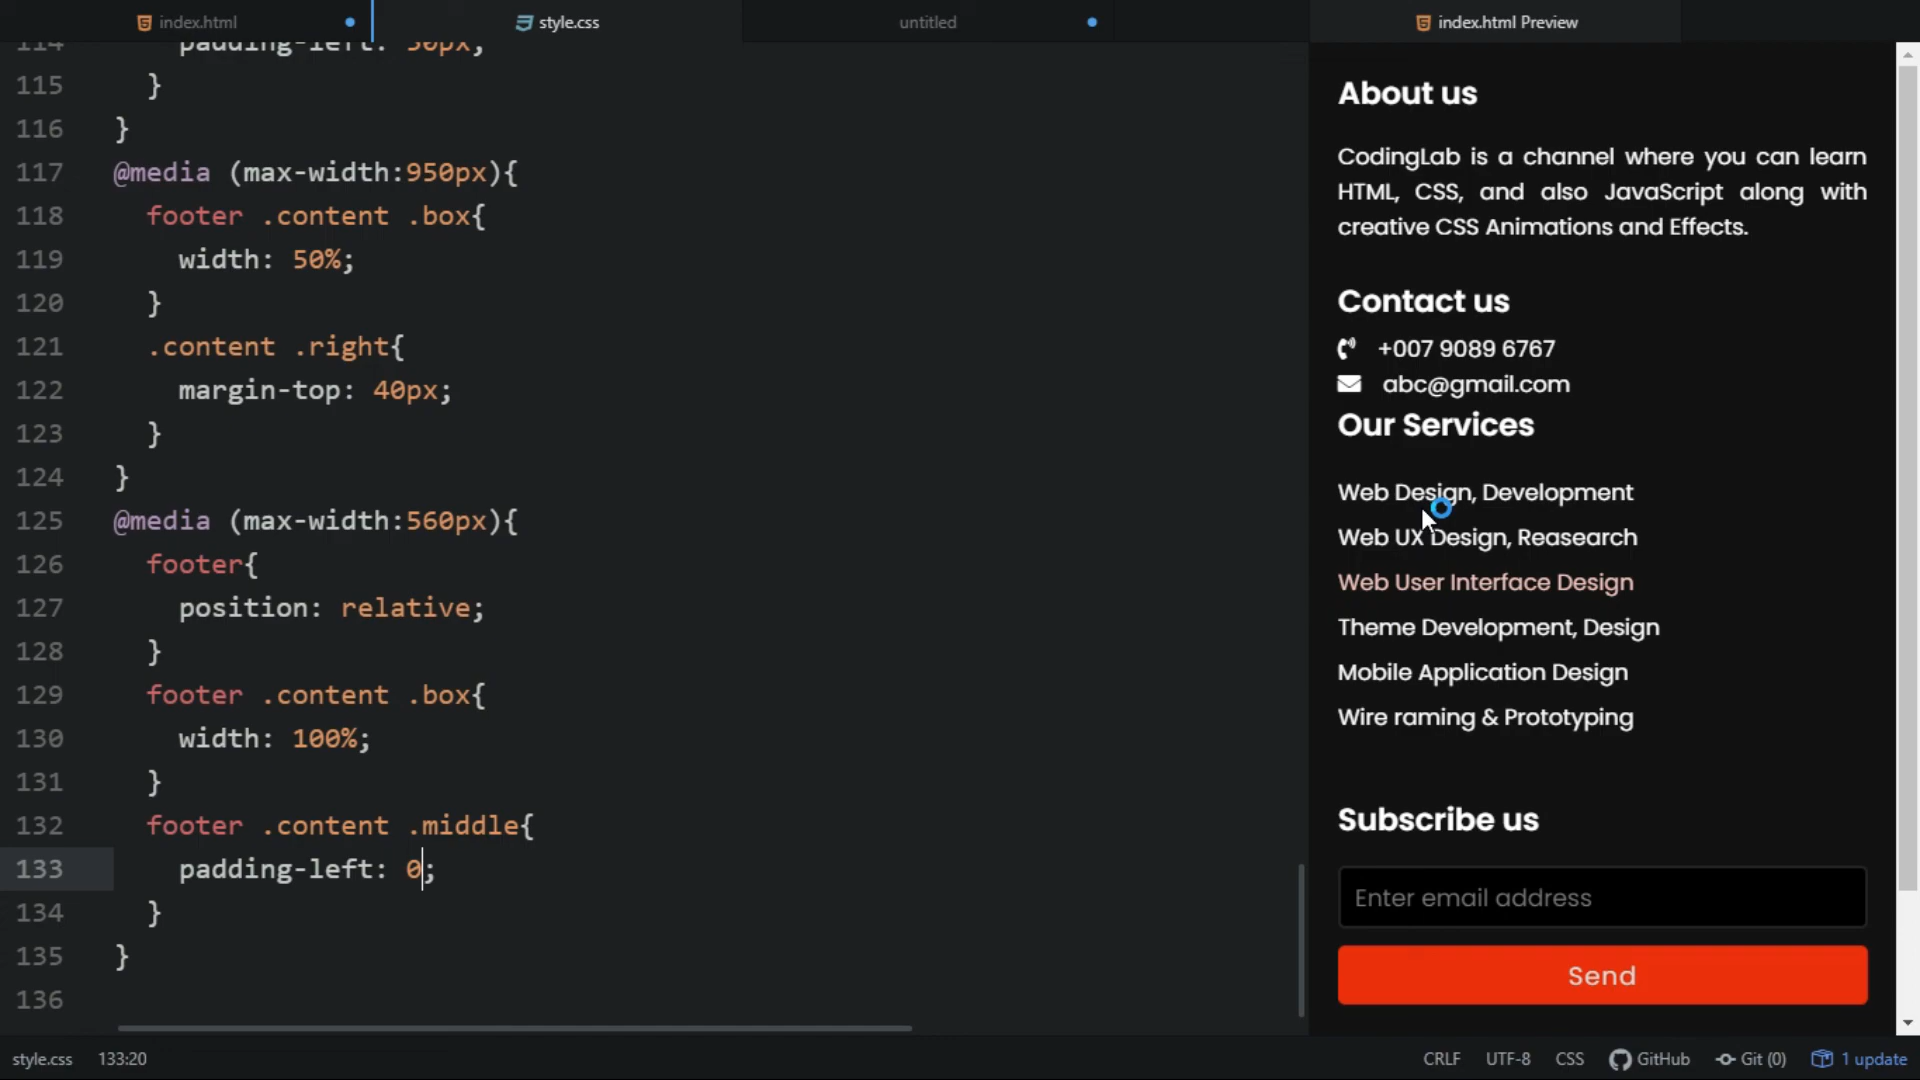 index.html
style.css
untitled
index.html Preview
114 padding-left: 50px;
115 }
116 }
117 @media (max-width:950px){
118 footer .content .box{
119 width: 50%;
120 }
121 .content .right{
122 margin-top: 40px;
123 }
124 }
125 @media (max-width:560px){
126 footer{
127 position: relative;
128 }
129 footer .content .box{
130 width: 100%;
131 }
132 footer .content .middle{
133 padding-left: 0;
134 }
135 }
136
About us
CodingLab is a channel where you can learn
HTML, CSS, and also JavaScript along with
creative CSS Animations and Effects.
Contact us
+007 9089 6767
abc@gmail.com
Our Services
Web Design, Development
Web UX Design, Reasearch
Web User Interface Design
Theme Development, Design
Mobile Application Design
Wire raming & Prototyping
Subscribe us
Enter email address
Send
style.css 133:20
CRLF UTF-8 CSS GitHub Git (0) 1 update